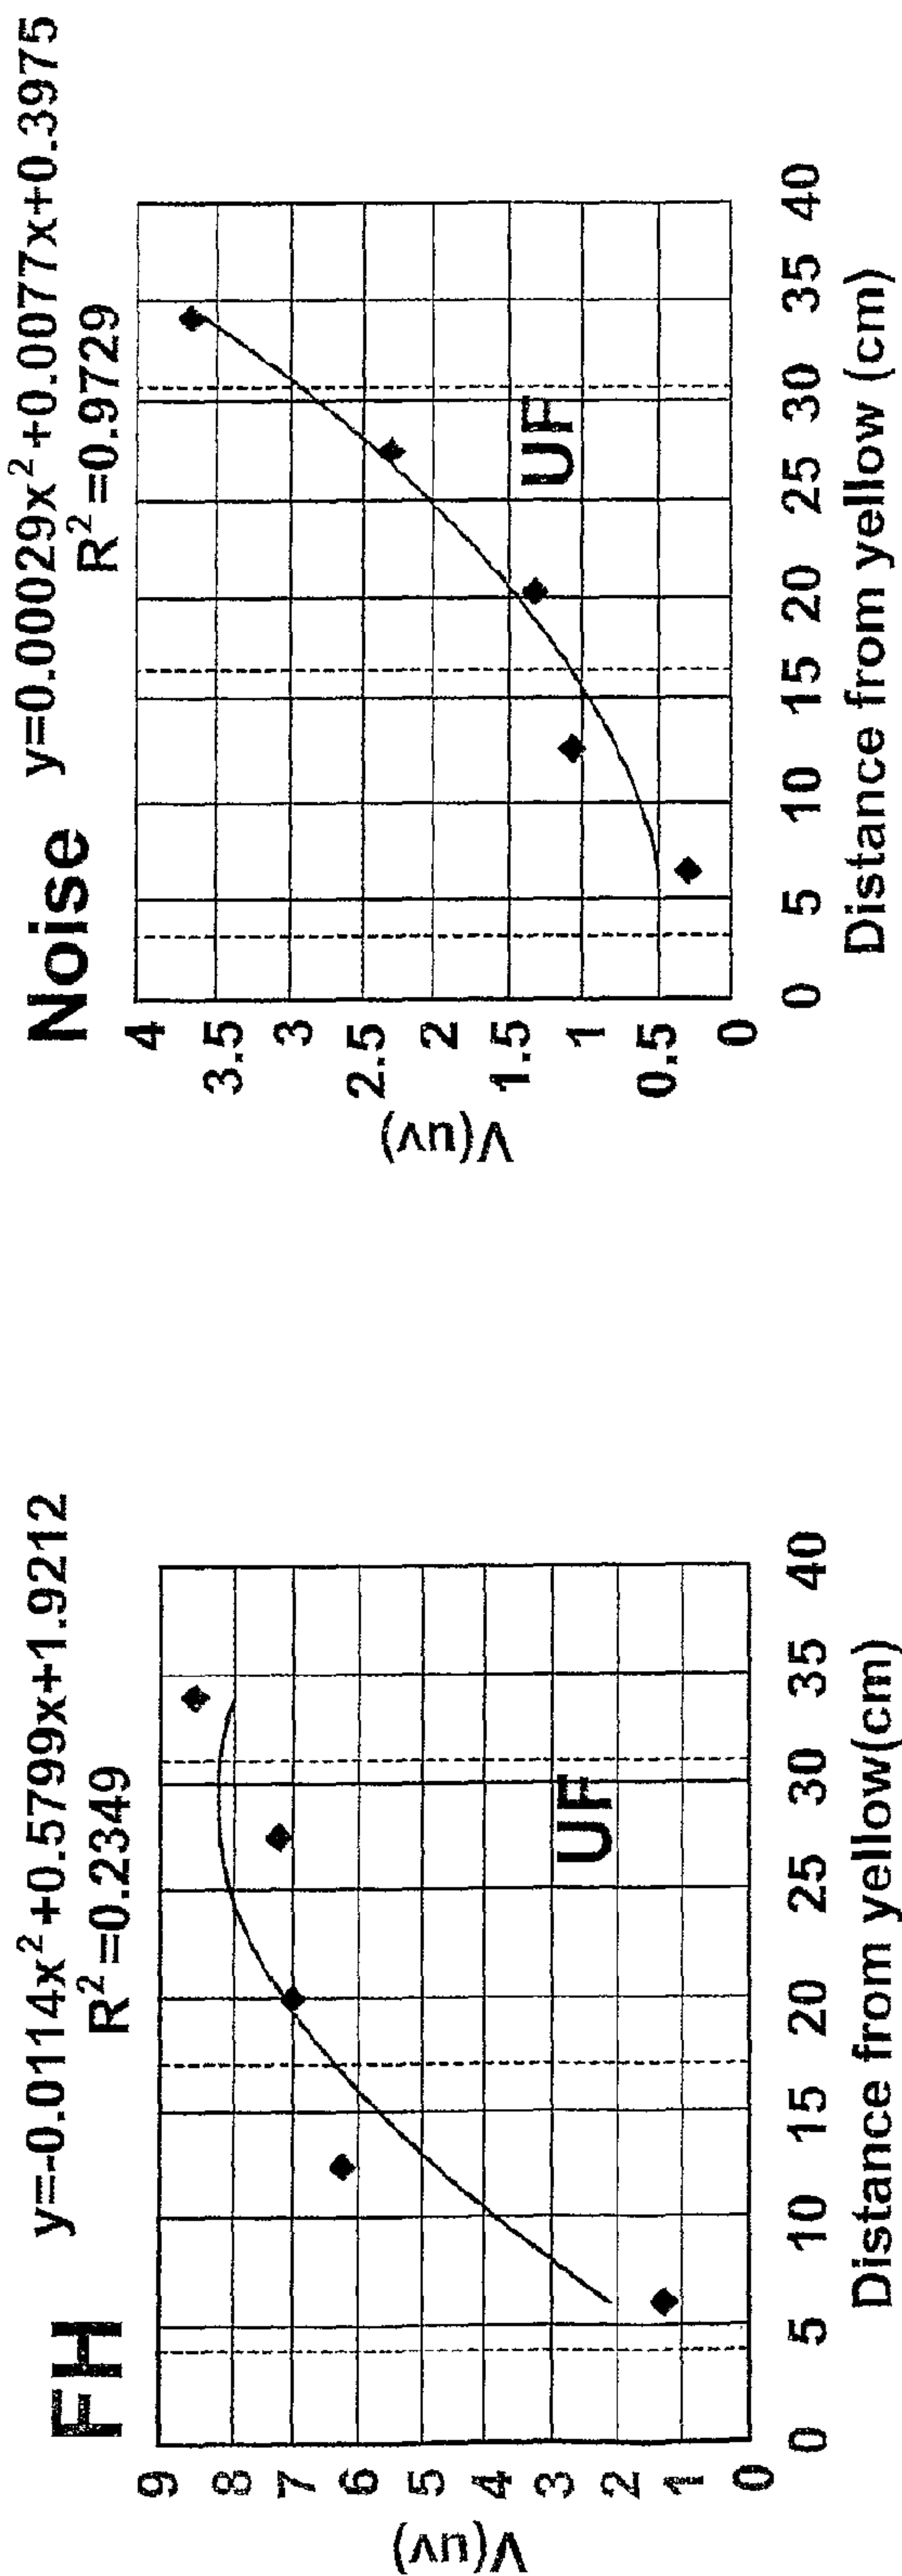 FH
y=-0.0114x²+0.5799x+1.9212
R²=0.2349
9
8
7
6
5
4
3
2
1
0
V(uv)
UF
0 5 10 15 20 25 30 35 40
Distance from yellow(cm)
Noise
y=0.00029x²+0.0077x+0.3975
R²=0.9729
4
3.5
3
2.5
2
1.5
1
0.5
0
V(uv)
UF
0 5 10 15 20 25 30 35 40
Distance from yellow (cm)